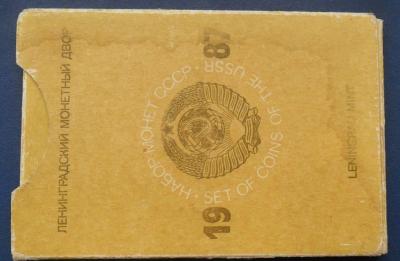 ЛЕНИНГРАДСКИЙ МОНЕТНЫЙ ДВОР
19 87
НАБОР МОНЕТ СССР · SET OF COINS OF THE USSR ·
LENINGRAD MINT